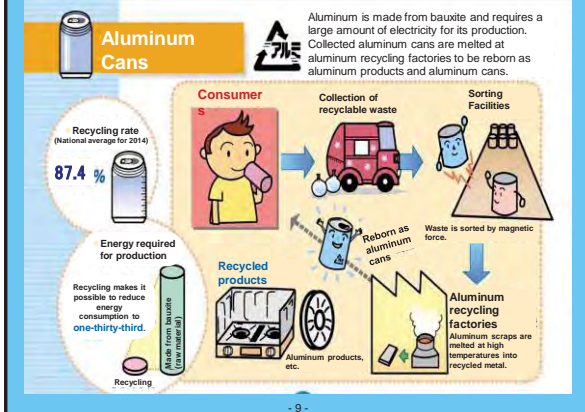 Aluminum
Cans
アルミ
Aluminum is made from bauxite and requires a
large amount of electricity for its production.
Collected aluminum cans are melted at
aluminum recycling factories to be reborn as
aluminum products and aluminum cans.
Consumer
s
Collection of
recyclable waste
Sorting
Facilities
Recycling rate
(National average for 2014)
87.4 %
Waste is sorted by magnetic
force.
Reborn as
aluminum
cans
Energy required
for production
Recycling makes it
possible to reduce
energy
consumption to
one-thirty-third.
Made from bauxite
(raw material)
Recycling
Recycled
products
Aluminum products,
etc.
Aluminum
recycling
factories
Aluminum scraps are
melted at high
temperatures into
recycled metal.
- 9 -